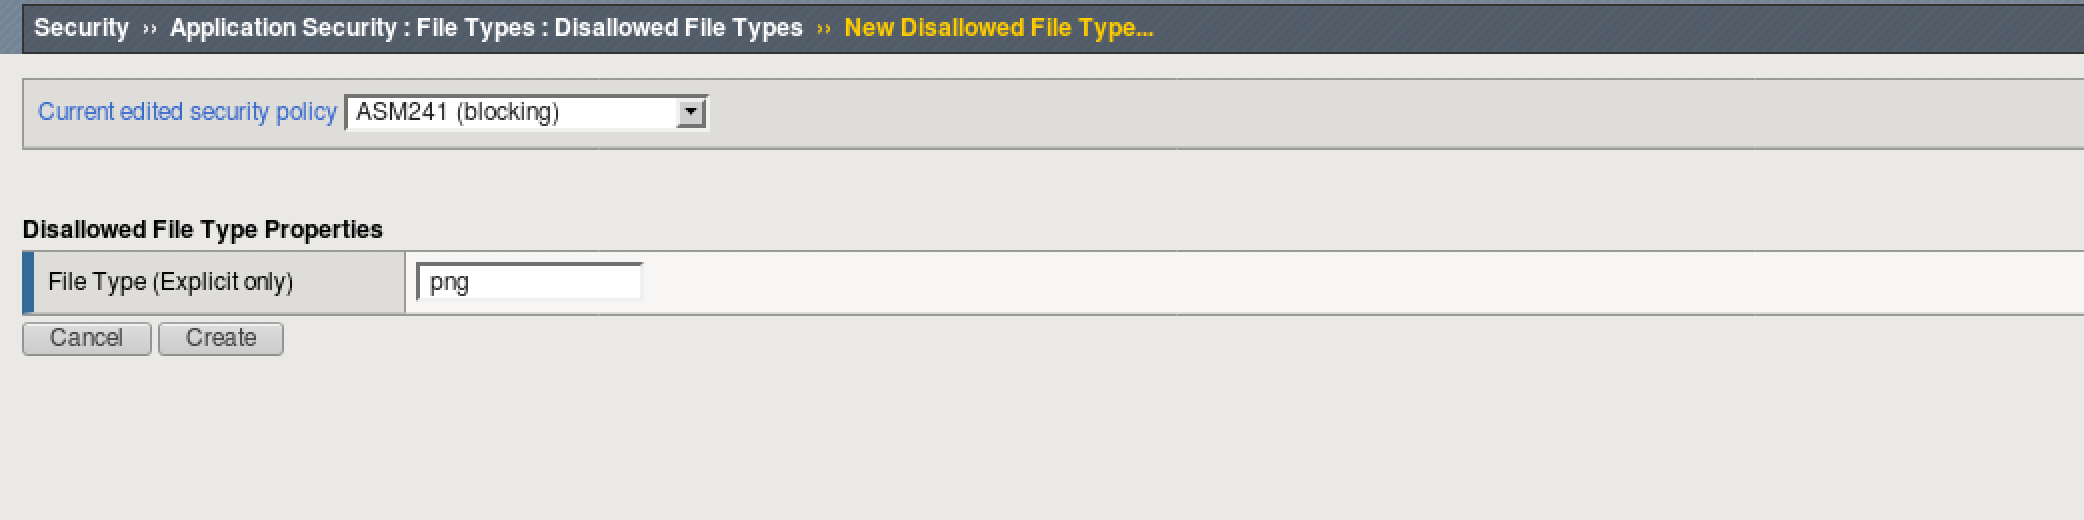 Security ›› Application Security : File Types : Disallowed File Types ›› New Disallowed File Type...
Current edited security policy ASM241 (blocking)
Disallowed File Type Properties
File Type (Explicit only) png
Cancel Create